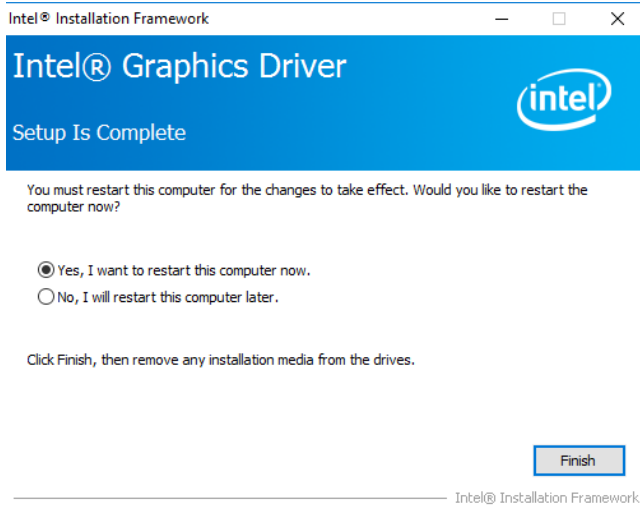 Intel® Installation Framework
Intel® Graphics Driver
intel
Setup Is Complete
You must restart this computer for the changes to take effect. Would you like to restart the
computer now?
Yes, I want to restart this computer now.
No, I will restart this computer later.
Click Finish, then remove any installation media from the drives.
Finish
Intel® Installation Framework